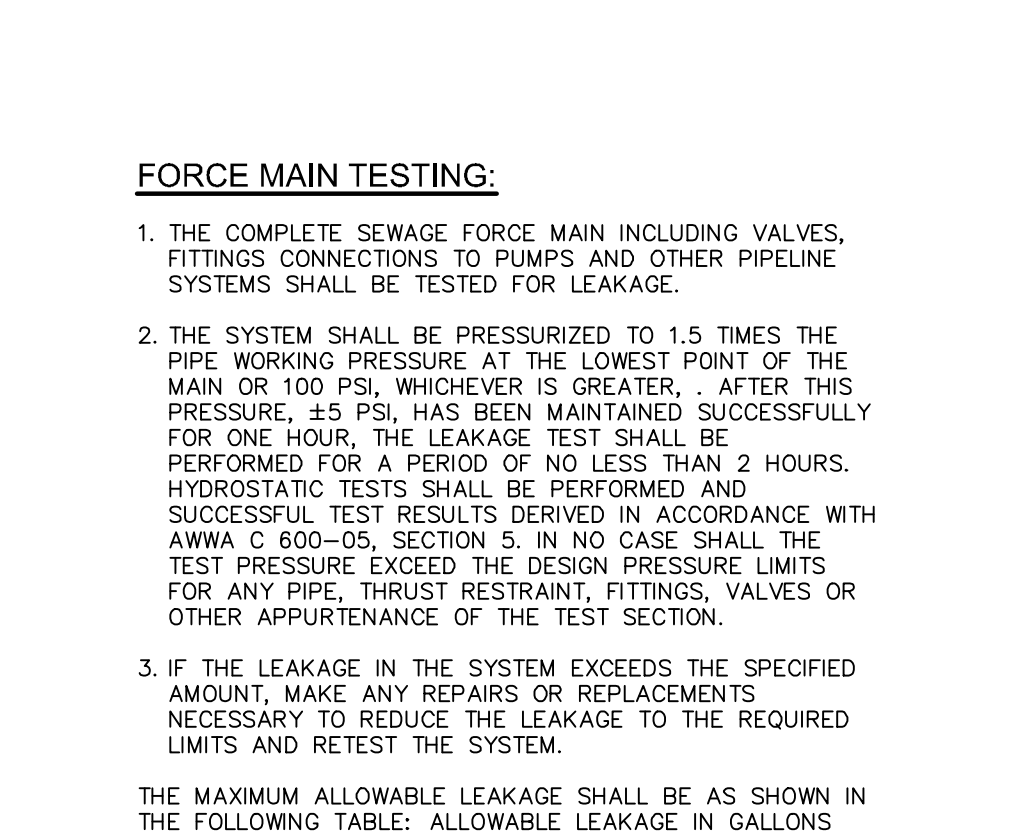 FORCE MAIN TESTING:
1. THE COMPLETE SEWAGE FORCE MAIN INCLUDING VALVES,
FITTINGS CONNECTIONS TO PUMPS AND OTHER PIPELINE
SYSTEMS SHALL BE TESTED FOR LEAKAGE.
2. THE SYSTEM SHALL BE PRESSURIZED TO 1.5 TIMES THE
PIPE WORKING PRESSURE AT THE LOWEST POINT OF THE
MAIN OR 100 PSI, WHICHEVER IS GREATER, . AFTER THIS
PRESSURE, ±5 PSI, HAS BEEN MAINTAINED SUCCESSFULLY
FOR ONE HOUR, THE LEAKAGE TEST SHALL BE
PERFORMED FOR A PERIOD OF NO LESS THAN 2 HOURS.
HYDROSTATIC TESTS SHALL BE PERFORMED AND
SUCCESSFUL TEST RESULTS DERIVED IN ACCORDANCE WITH
AWWA C 600-05, SECTION 5. IN NO CASE SHALL THE
TEST PRESSURE EXCEED THE DESIGN PRESSURE LIMITS
FOR ANY PIPE, THRUST RESTRAINT, FITTINGS, VALVES OR
OTHER APPURTENANCE OF THE TEST SECTION.
3. IF THE LEAKAGE IN THE SYSTEM EXCEEDS THE SPECIFIED
AMOUNT, MAKE ANY REPAIRS OR REPLACEMENTS
NECESSARY TO REDUCE THE LEAKAGE TO THE REQUIRED
LIMITS AND RETEST THE SYSTEM.
THE MAXIMUM ALLOWABLE LEAKAGE SHALL BE AS SHOWN IN
THE FOLLOWING TABLE: ALLOWABLE LEAKAGE IN GALLONS